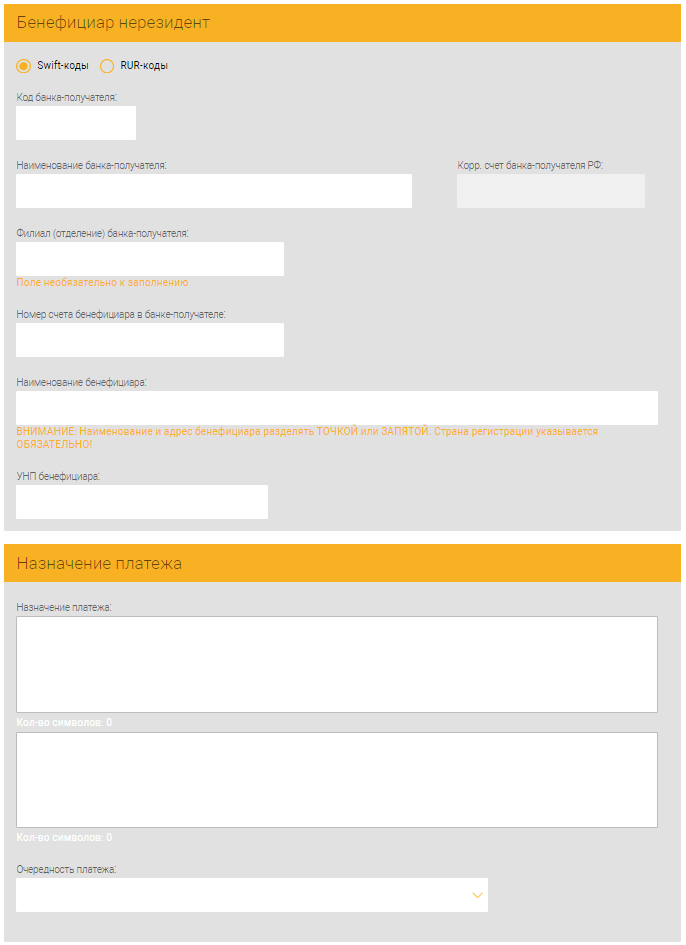 Бенефициар нерезидент
Swift-коды RUR-коды
Код банка-получателя:
Наименование банка-получателя: Корр. счет банка-получателя РФ:
Филиал (отделение) банка-получателя:
Поле необязательно к заполнению
Номер счета бенефициара в банке-получателе:
Наименование бенефициара:
ВНИМАНИЕ: Наименование и адрес бенефициара разделять ТОЧКОЙ или ЗАПЯТОЙ. Страна регистрации указывается
ОБЯЗАТЕЛЬНО!
УНП бенефициара:
Назначение платежа
Назначение платежа:
Кол-во символов: 0
Кол-во символов: 0
Очередность платежа: